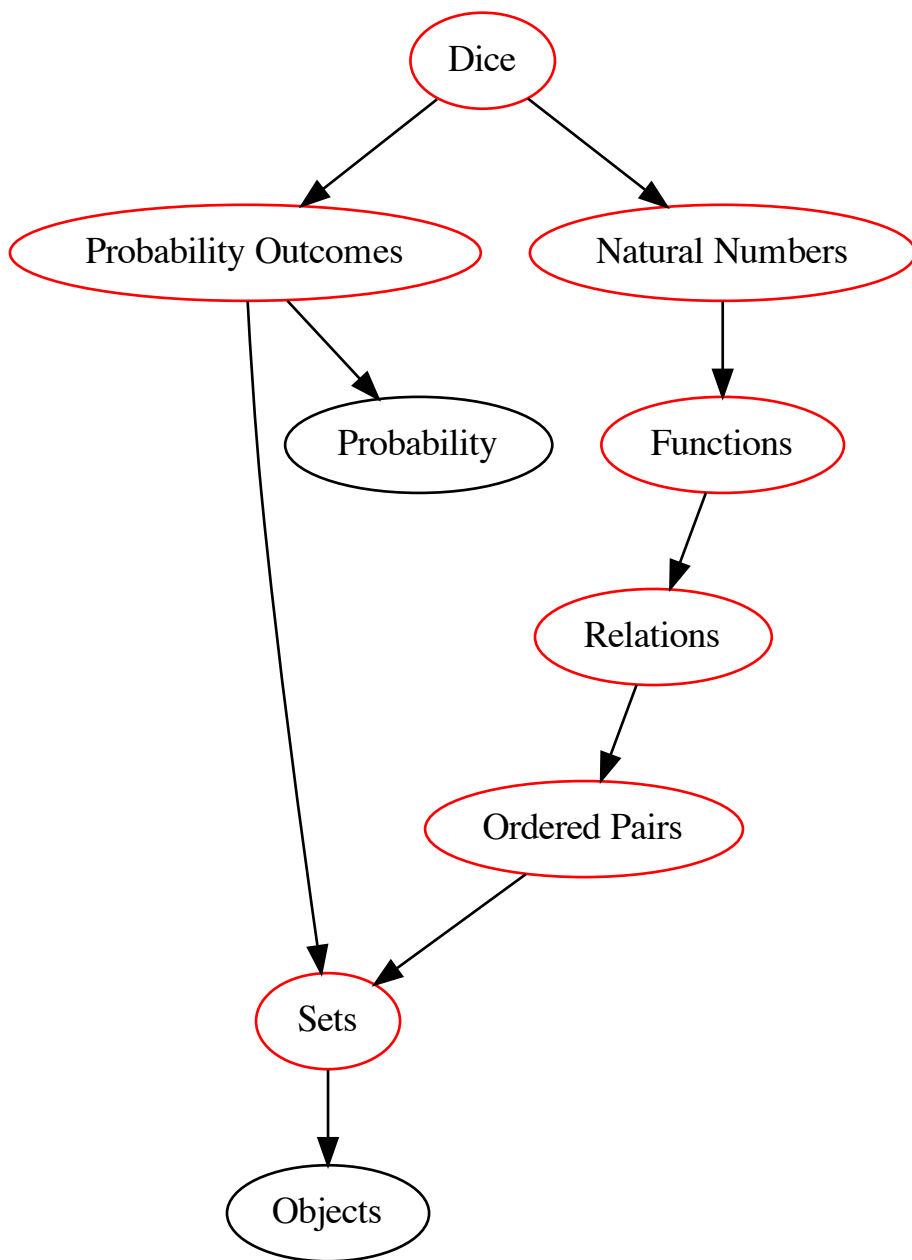 Dice
Probability Outcomes
Natural Numbers
Probability
Functions
Relations
Ordered Pairs
Sets
Objects